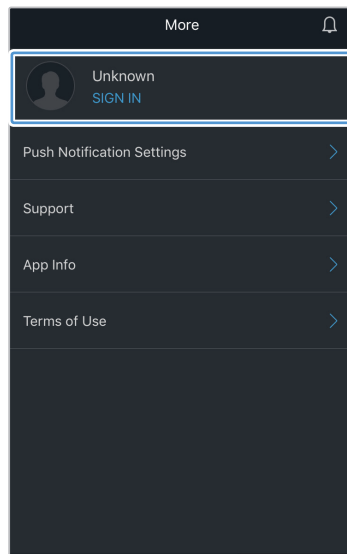 More
Unknown
SIGN IN
Push Notification Settings
Support
App Info
Terms of Use